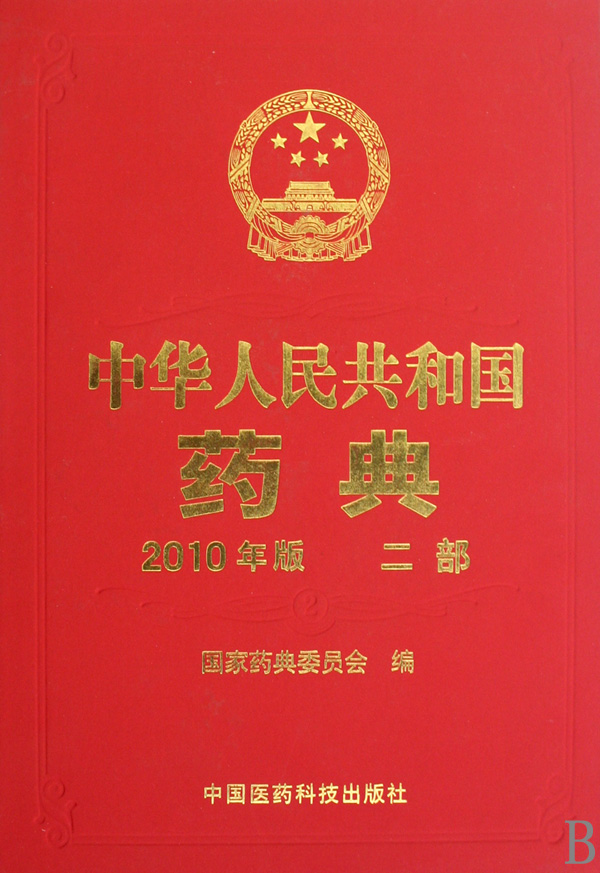 中华人民共和国
药典
2010年版 二部
2
国家药典委员会 编
中国医药科技出版社
B